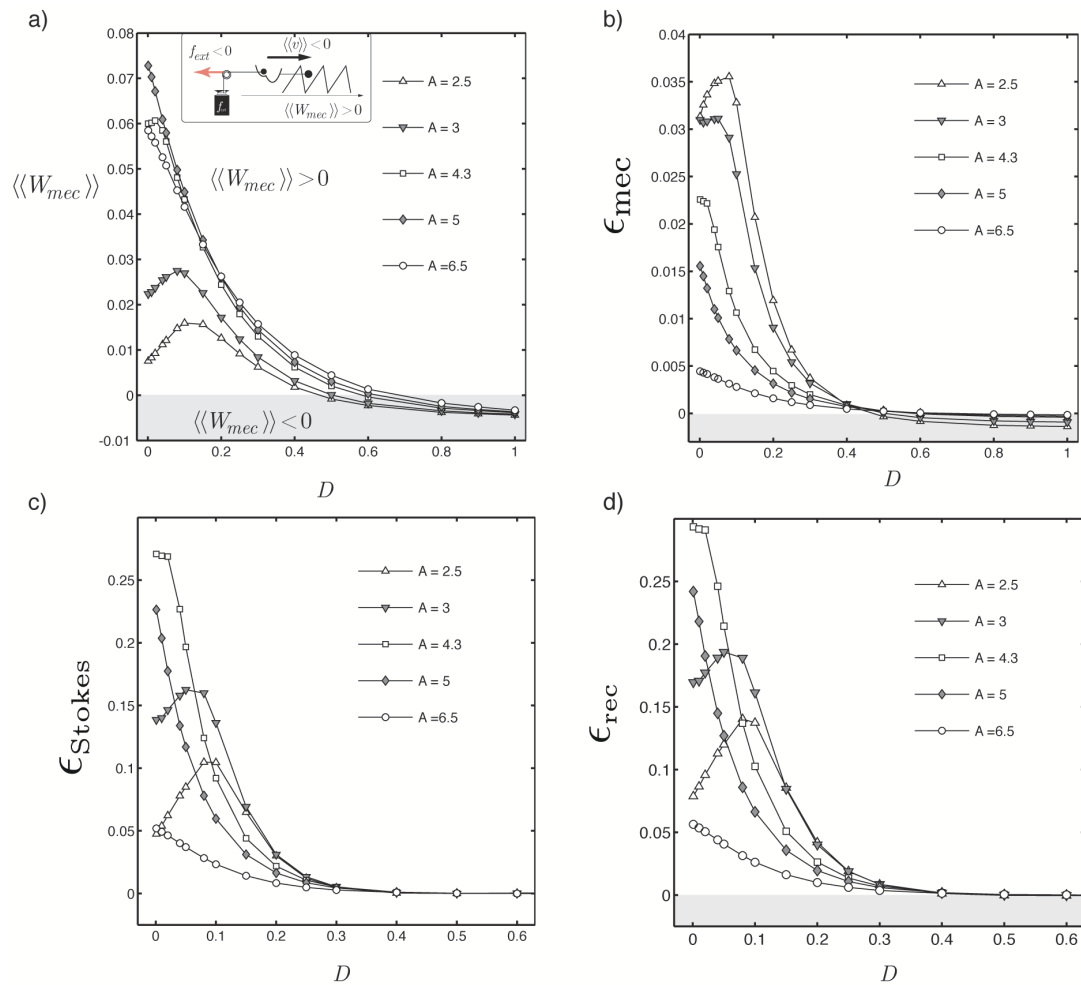 a)
0.08
0.07
0.06
0.05
0.04
0.03
0.02
0.01
0
-0.01
0 0.2 0.4 0.6 0.8 1
D
⟨⟨W_mec⟩⟩
f_ext<0
⟨⟨v⟩⟩<0
f_ext
⟨⟨W_mec⟩⟩>0
⟨⟨W_mec⟩⟩>0
⟨⟨W_mec⟩⟩<0
A = 2.5
A = 3
A = 4.3
A = 5
A =6.5
b)
0.04
0.035
0.03
0.025
0.02
0.015
0.01
0.005
0
0 0.2 0.4 0.6 0.8 1
D
ϵ_mec
A = 2.5
A = 3
A = 4.3
A = 5
A =6.5
c)
0.25
0.2
0.15
0.1
0.05
0
0 0.1 0.2 0.3 0.4 0.5 0.6
D
ϵ_Stokes
A = 2.5
A = 3
A = 4.3
A = 5
A =6.5
d)
0.25
0.2
0.15
0.1
0.05
0
0 0.1 0.2 0.3 0.4 0.5 0.6
D
ϵ_rec
A = 2.5
A = 3
A = 4.3
A = 5
A =6.5